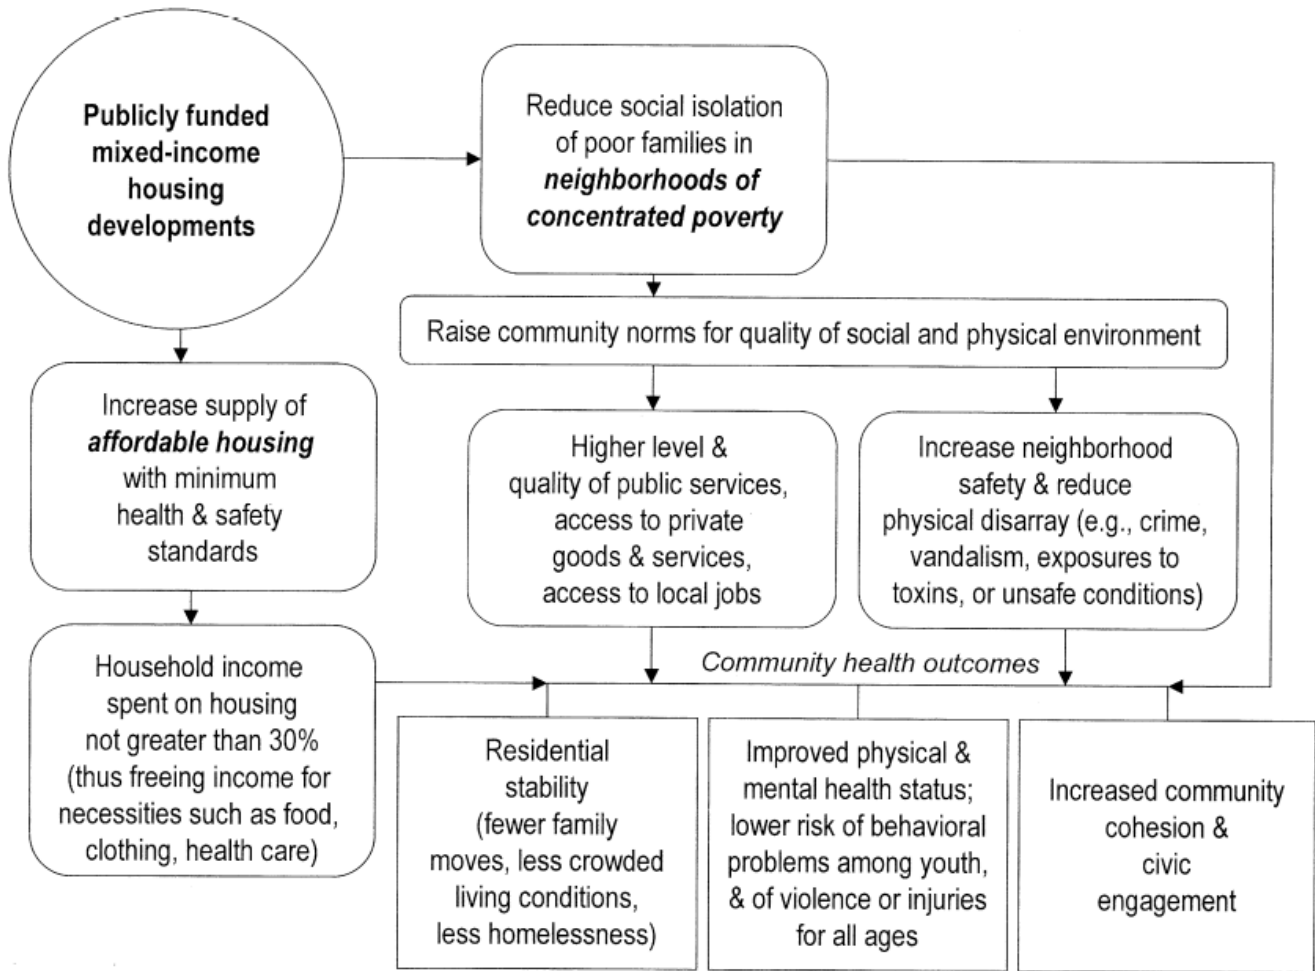 Publicly funded
mixed-income
housing
developments
Reduce social isolation
of poor families in
neighborhoods of
concentrated poverty
Raise community norms for quality of social and physical environment
Increase supply of
affordable housing
with minimum
health & safety
standards
Higher level &
quality of public services,
access to private
goods & services,
access to local jobs
Increase neighborhood
safety & reduce
physical disarray (e.g., crime,
vandalism, exposures to
toxins, or unsafe conditions)
Household income
spent on housing
not greater than 30%
(thus freeing income for
necessities such as food,
clothing, health care)
Community health outcomes
Residential
stability
(fewer family
moves, less crowded
living conditions,
less homelessness)
Improved physical &
mental health status;
lower risk of behavioral
problems among youth,
& of violence or injuries
for all ages
Increased community
cohesion &
civic
engagement